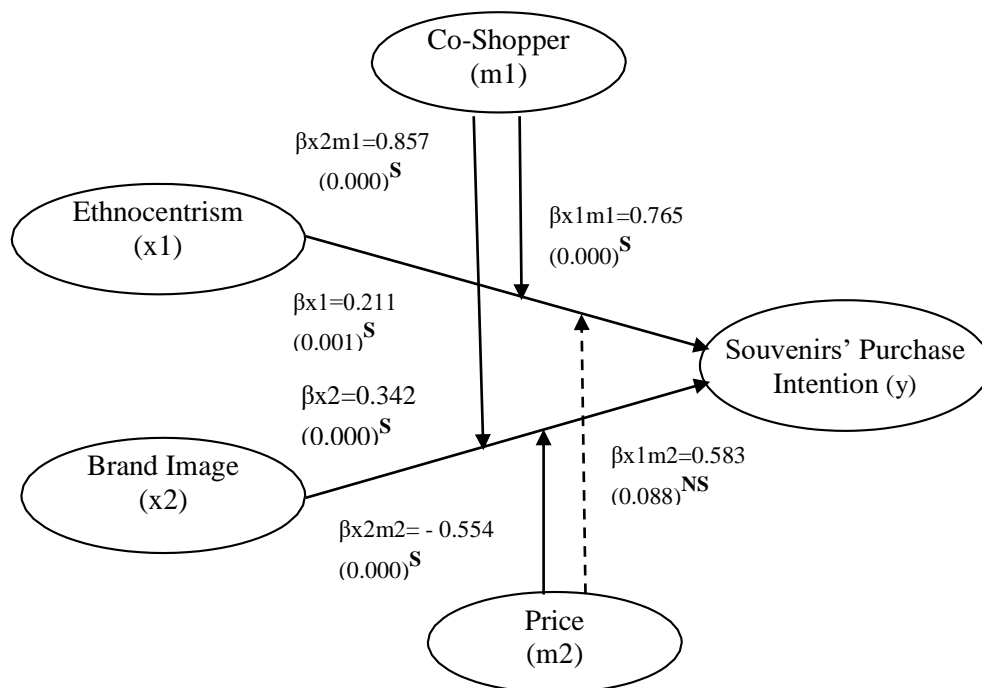 Co-Shopper
(m1)
βx2m1=0.857
(0.000)S
Ethnocentrism
(x1)
βx1m1=0.765
(0.000)S
βx1=0.211
(0.001)S
Souvenirs’ Purchase
Intention (y)
βx2=0.342
(0.000)S
Brand Image
(x2)
βx1m2=0.583
(0.088)NS
βx2m2= - 0.554
(0.000)S
Price
(m2)